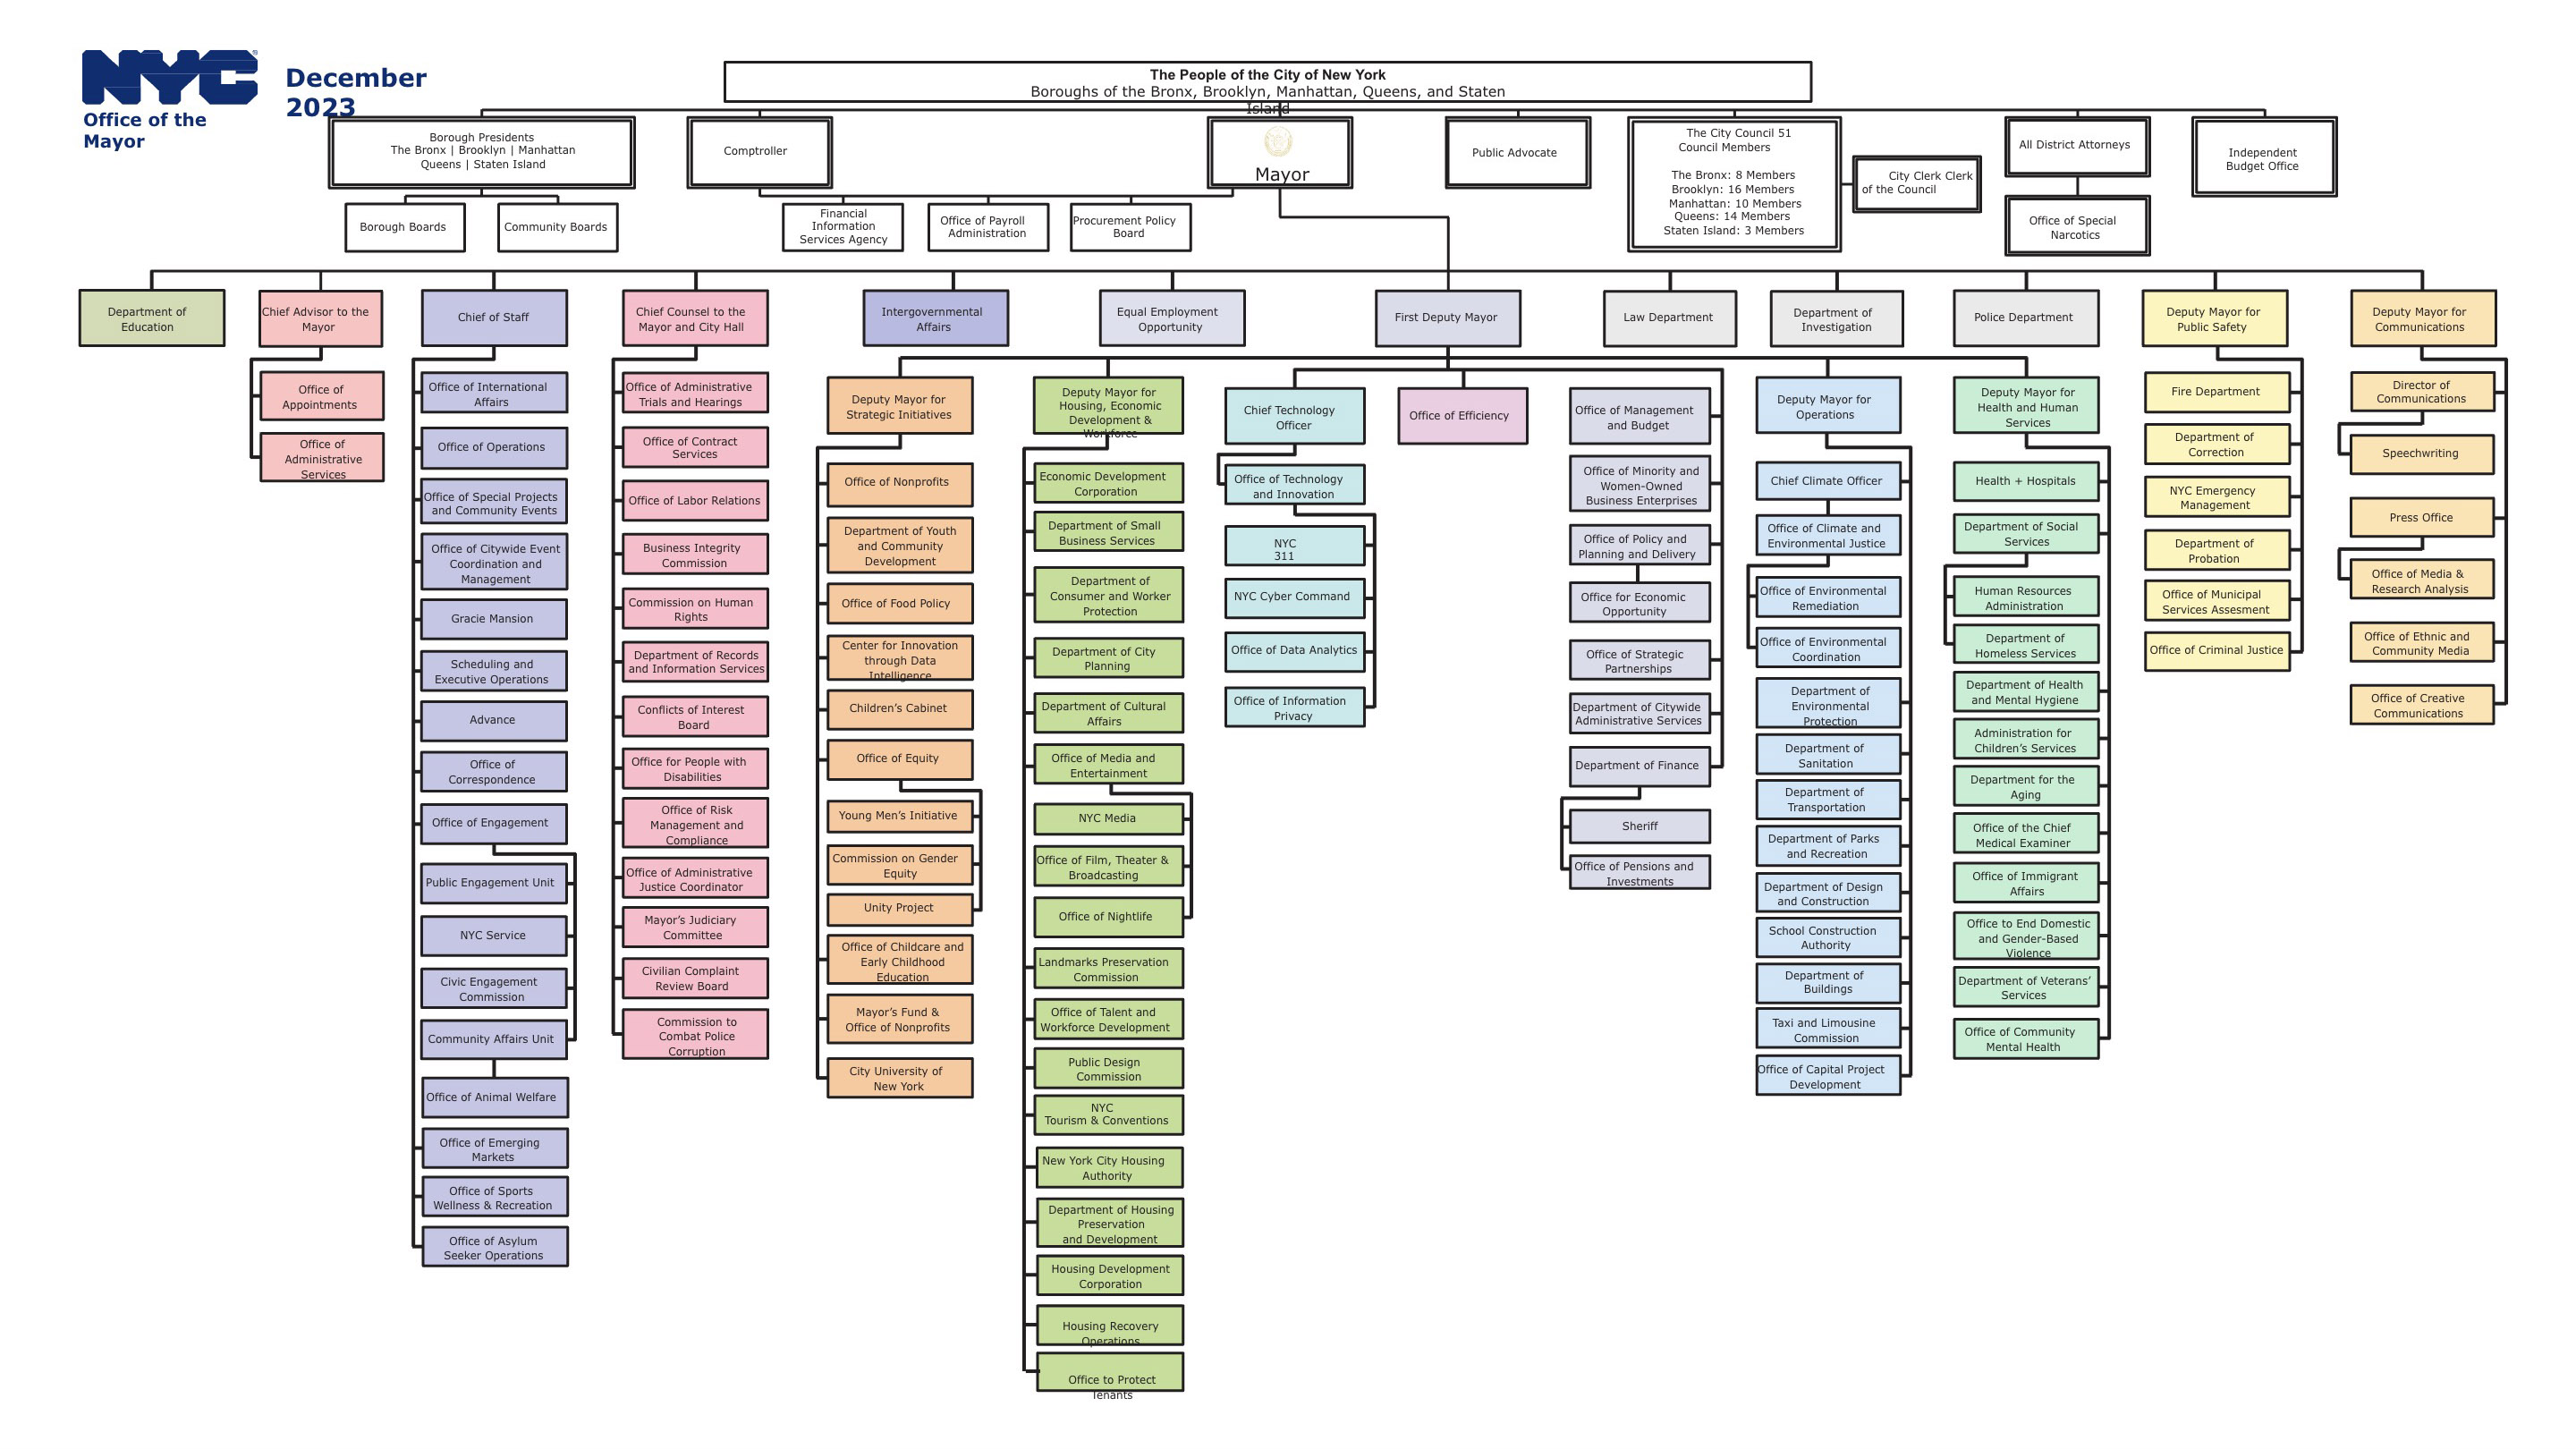 NYC
December
2023
Office of the
Mayor
The People of the City of New York
Boroughs of the Bronx, Brooklyn, Manhattan, Queens, and Staten
Island
Borough Presidents
The Bronx | Brooklyn | Manhattan
Queens | Staten Island
Comptroller
Mayor
Public Advocate
The City Council 51
Council Members
The Bronx: 8 Members
Brooklyn: 16 Members
Manhattan: 10 Members
Queens: 14 Members
Staten Island: 3 Members
City Clerk Clerk
of the Council
All District Attorneys
Independent
Budget Office
Borough Boards
Community Boards
Financial
Information
Services Agency
Office of Payroll
Administration
Procurement Policy
Board
Office of Special
Narcotics
Department of
Education
Chief Advisor to the
Mayor
Chief of Staff
Chief Counsel to the
Mayor and City Hall
Intergovernmental
Affairs
Equal Employment
Opportunity
First Deputy Mayor
Law Department
Department of
Investigation
Police Department
Deputy Mayor for
Public Safety
Deputy Mayor for
Communications
Office of
Appointments
Office of
Administrative
Services
Office of International
Affairs
Office of Operations
Office of Special Projects
and Community Events
Office of Citywide Event
Coordination and
Management
Gracie Mansion
Scheduling and
Executive Operations
Advance
Office of
Correspondence
Office of Engagement
Public Engagement Unit
NYC Service
Civic Engagement
Commission
Community Affairs Unit
Office of Animal Welfare
Office of Emerging
Markets
Office of Sports
Wellness & Recreation
Office of Asylum
Seeker Operations
Office of Administrative
Trials and Hearings
Office of Contract
Services
Office of Labor Relations
Business Integrity
Commission
Commission on Human
Rights
Department of Records
and Information Services
Conflicts of Interest
Board
Office for People with
Disabilities
Office of Risk
Management and
Compliance
Office of Administrative
Justice Coordinator
Mayor’s Judiciary
Committee
Civilian Complaint
Review Board
Commission to
Combat Police
Corruption
Deputy Mayor for
Strategic Initiatives
Office of Nonprofits
Department of Youth
and Community
Development
Office of Food Policy
Center for Innovation
through Data
Intelligence
Children’s Cabinet
Office of Equity
Young Men’s Initiative
Commission on Gender
Equity
Unity Project
Office of Childcare and
Early Childhood
Education
Mayor’s Fund &
Office of Nonprofits
City University of
New York
Deputy Mayor for
Housing, Economic
Development &
Workforce
Economic Development
Corporation
Department of Small
Business Services
Department of
Consumer and Worker
Protection
Department of City
Planning
Department of Cultural
Affairs
Office of Media and
Entertainment
NYC Media
Office of Film, Theater &
Broadcasting
Office of Nightlife
Landmarks Preservation
Commission
Office of Talent and
Workforce Development
Public Design
Commission
NYC
Tourism & Conventions
New York City Housing
Authority
Department of Housing
Preservation
and Development
Housing Development
Corporation
Housing Recovery
Operations
Office to Protect
Tenants
Chief Technology
Officer
Office of Technology
and Innovation
NYC
311
NYC Cyber Command
Office of Data Analytics
Office of Information
Privacy
Office of Efficiency
Office of Management
and Budget
Office of Minority and
Women-Owned
Business Enterprises
Office of Policy and
Planning and Delivery
Office for Economic
Opportunity
Office of Strategic
Partnerships
Department of Citywide
Administrative Services
Department of Finance
Sheriff
Office of Pensions and
Investments
Deputy Mayor for
Operations
Chief Climate Officer
Office of Climate and
Environmental Justice
Office of Environmental
Remediation
Office of Environmental
Coordination
Department of
Environmental
Protection
Department of
Sanitation
Department of
Transportation
Department of Parks
and Recreation
Department of Design
and Construction
School Construction
Authority
Department of
Buildings
Taxi and Limousine
Commission
Office of Capital Project
Development
Deputy Mayor for
Health and Human
Services
Health + Hospitals
Department of Social
Services
Human Resources
Administration
Department of
Homeless Services
Department of Health
and Mental Hygiene
Administration for
Children’s Services
Department for the
Aging
Office of the Chief
Medical Examiner
Office of Immigrant
Affairs
Office to End Domestic
and Gender-Based
Violence
Department of Veterans’
Services
Office of Community
Mental Health
Fire Department
Department of
Correction
NYC Emergency
Management
Department of
Probation
Office of Municipal
Services Assesment
Office of Criminal Justice
Director of
Communications
Speechwriting
Press Office
Office of Media &
Research Analysis
Office of Ethnic and
Community Media
Office of Creative
Communications